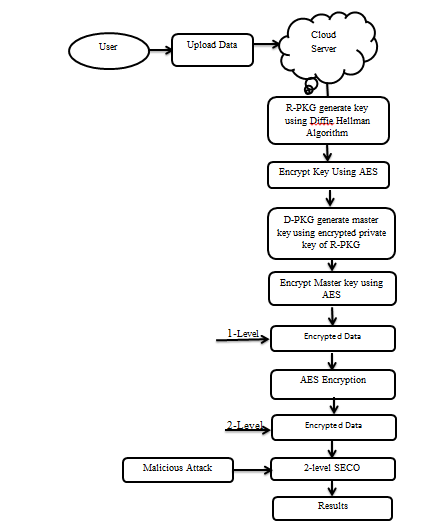 User
Upload Data
Cloud
Server
R-PKG generate key
using Diffie Hellman
Algorithm
Encrypt Key Using AES
D-PKG generate master
key using encrypted private
key of R-PKG
Encrypt Master key using
AES
1-Level
Encrypted Data
AES Encryption
2-Level
Encrypted Data
Malicious Attack
2-level SECO
Results